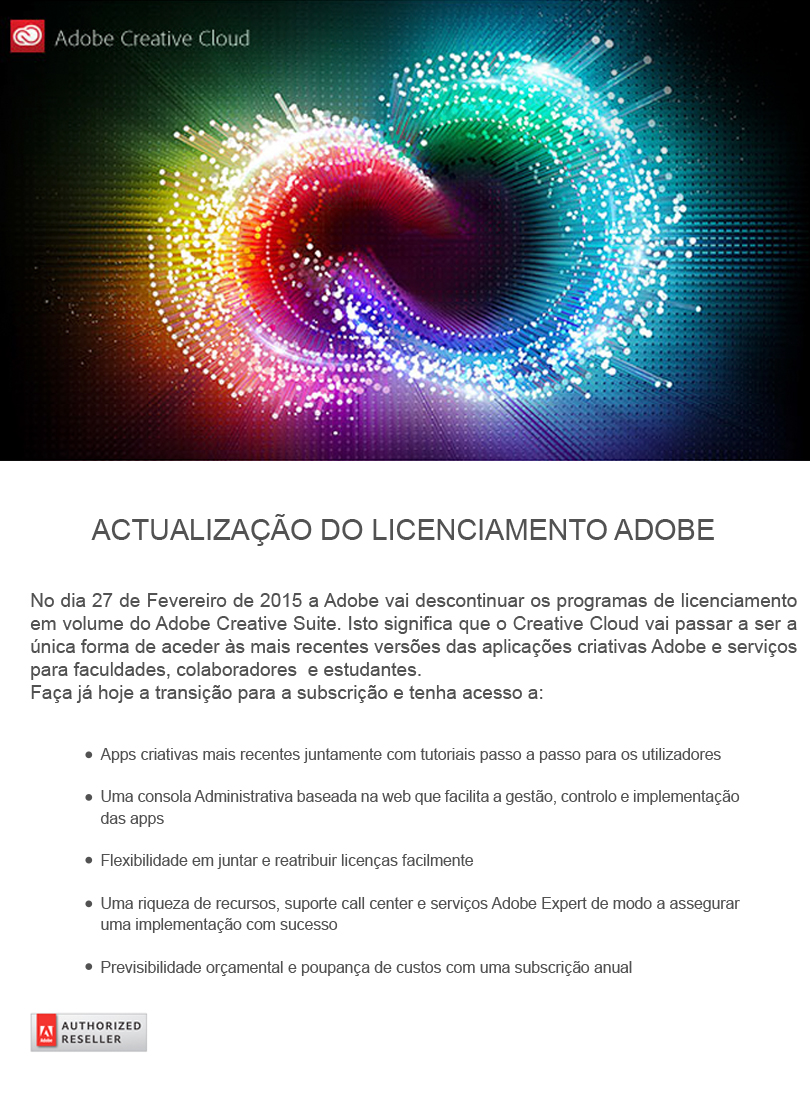 Adobe Creative Cloud
ACTUALIZAÇÃO DO LICENCIAMENTO ADOBE
No dia 27 de Fevereiro de 2015 a Adobe vai descontinuar os programas de licenciamento
em volume do Adobe Creative Suite. Isto significa que o Creative Cloud vai passar a ser a
única forma de aceder às mais recentes versões das aplicações criativas Adobe e serviços
para faculdades, colaboradores e estudantes.
Faça já hoje a transição para a subscrição e tenha acesso a:
• Apps criativas mais recentes juntamente com tutoriais passo a passo para os utilizadores
• Uma consola Administrativa baseada na web que facilita a gestão, controlo e implementação
das apps
• Flexibilidade em juntar e reatribuir licenças facilmente
• Uma riqueza de recursos, suporte call center e serviços Adobe Expert de modo a assegurar
uma implementação com sucesso
• Previsibilidade orçamental e poupança de custos com uma subscrição anual
Adobe
AUTHORIZED
RESELLER